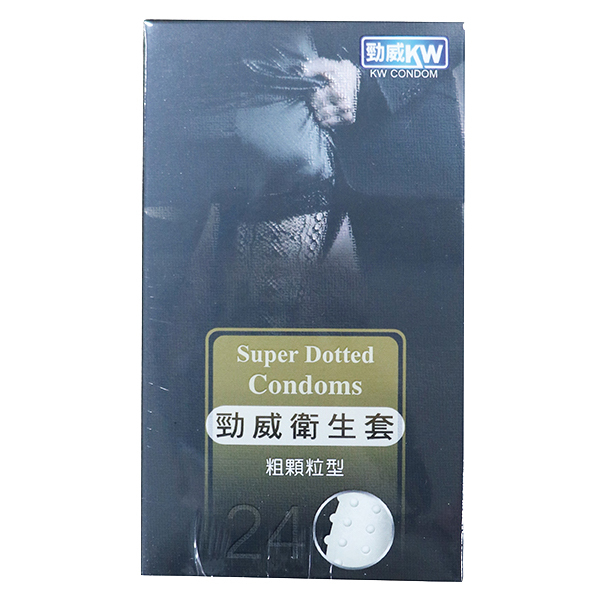 勁威KW
KW CONDOM
Super Dotted
Condoms
勁威衛生套
粗顆粒型
24